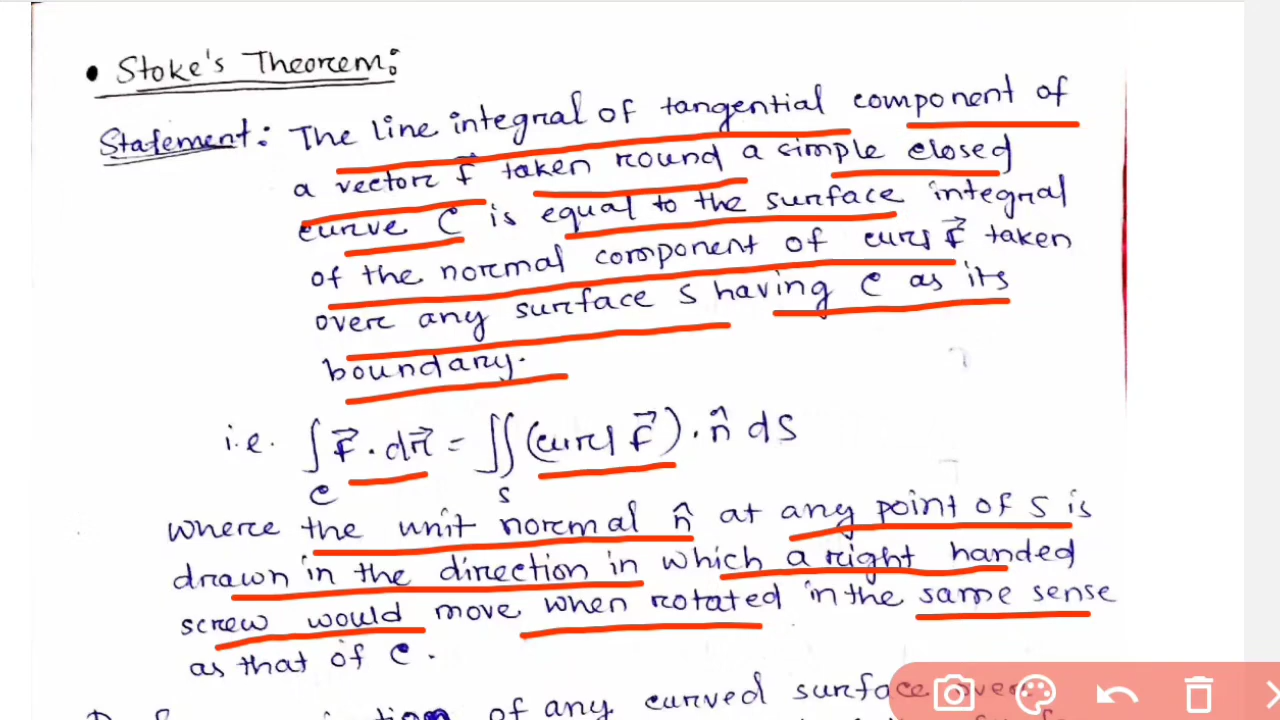 • Stoke's Theorem:
Statement: The line integral of tangential component of
a vector F⃗ taken round a simple closed
curve C is equal to the surface integral
of the normal component of curl F⃗ taken
over any surface S having C as its
boundary.
i.e. ∫_C F⃗ · dr⃗ = ∬_S (curl F⃗) · n̂ dS
where the unit normal n̂ at any point of S is
drawn in the direction in which a right handed
screw would move when rotated in the same sense
as that of C.
of any curved surface over